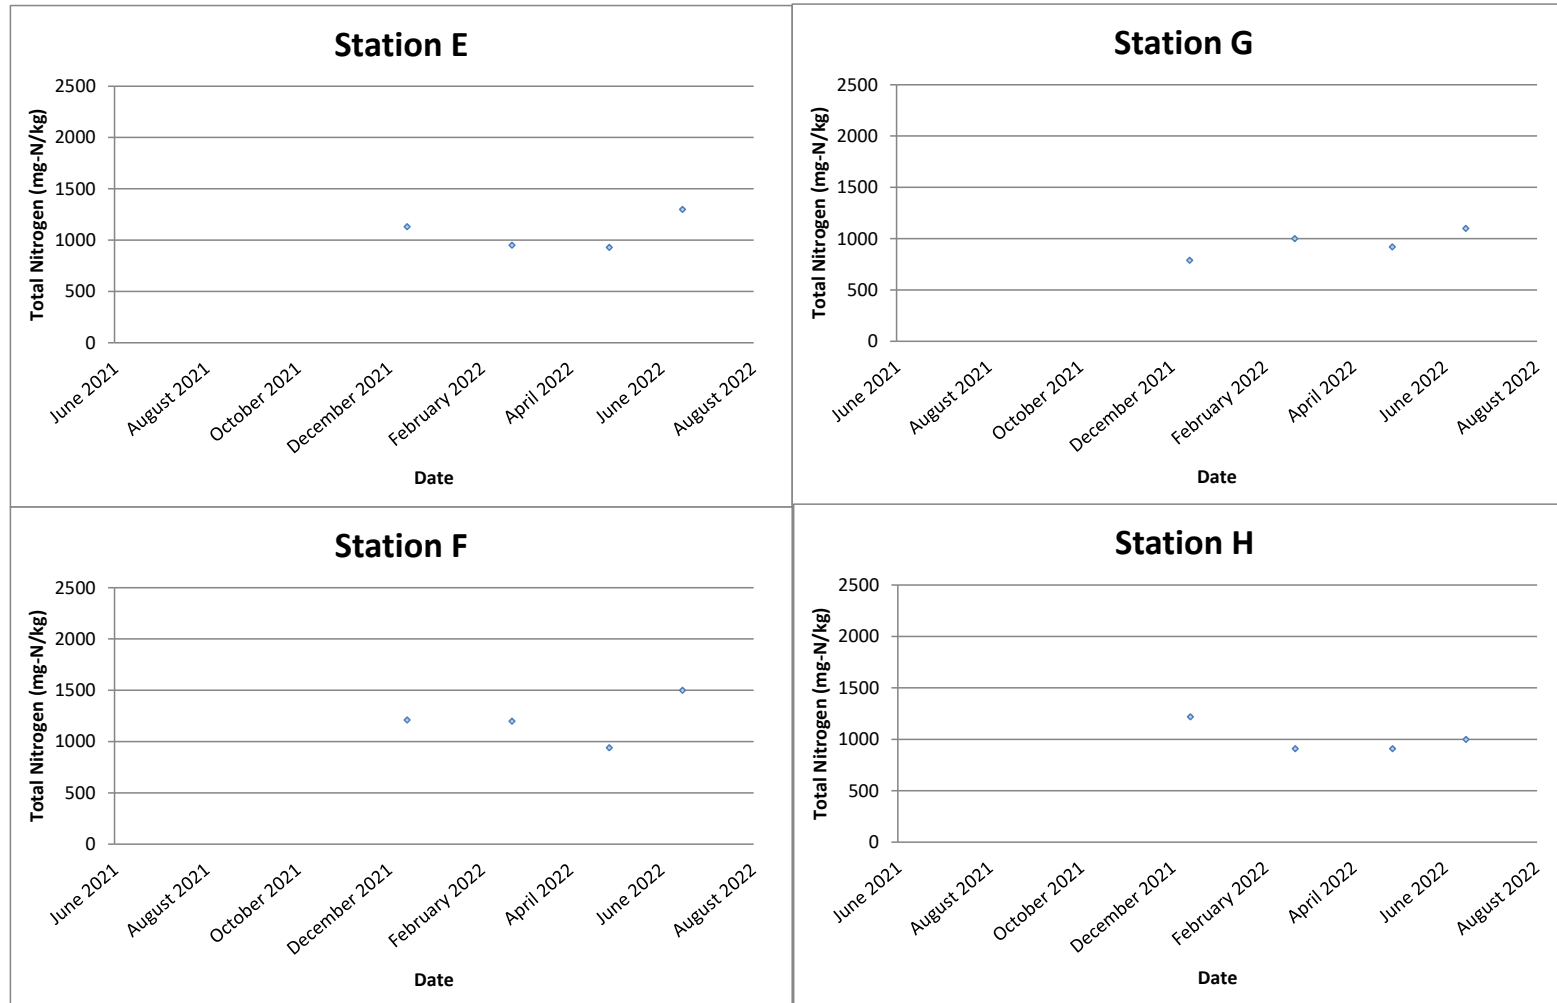 Station E
Total Nitrogen (mg-N/kg)
2500
2000
1500
1000
500
0
June 2021
August 2021
October 2021
December 2021
February 2022
April 2022
June 2022
August 2022
Date
Station G
Total Nitrogen (mg-N/kg)
2500
2000
1500
1000
500
0
June 2021
August 2021
October 2021
December 2021
February 2022
April 2022
June 2022
August 2022
Date
Station F
Total Nitrogen (mg-N/kg)
2500
2000
1500
1000
500
0
June 2021
August 2021
October 2021
December 2021
February 2022
April 2022
June 2022
August 2022
Date
Station H
Total Nitrogen (mg-N/kg)
2500
2000
1500
1000
500
0
June 2021
August 2021
October 2021
December 2021
February 2022
April 2022
June 2022
August 2022
Date